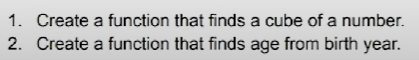 1. Create a function that finds a cube of a number.
2. Create a function that finds age from birth year.